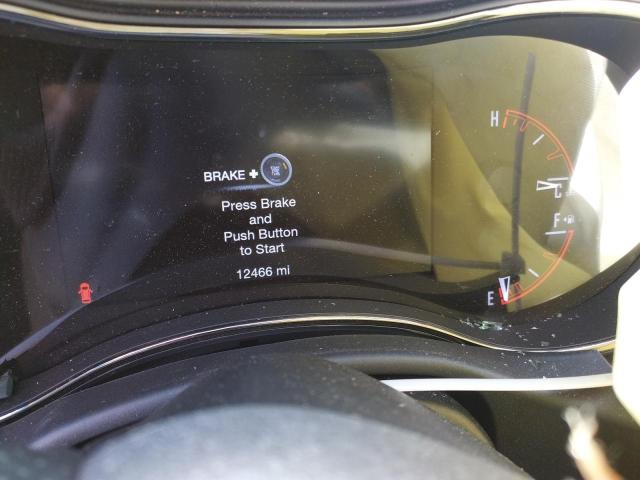 H
BRAKE +
C
Press Brake
and
F
Push Button
to Start
12466 mi
E